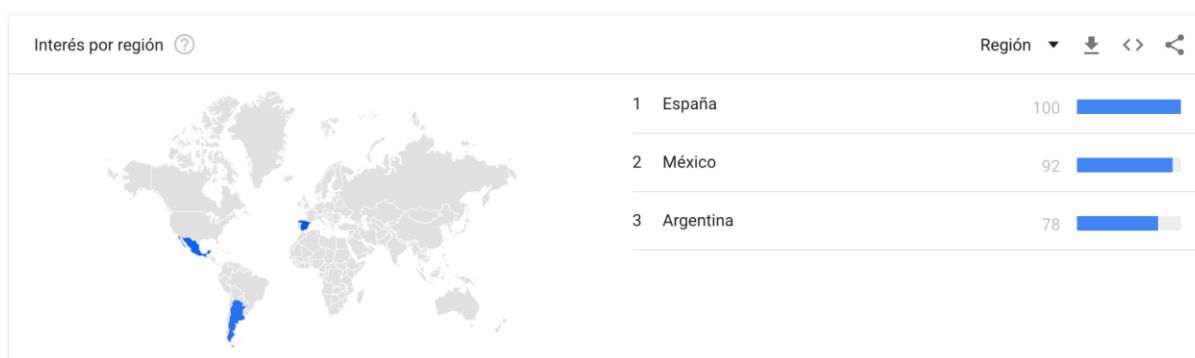 Interés por región
Región
1 España 100
2 México 92
3 Argentina 78